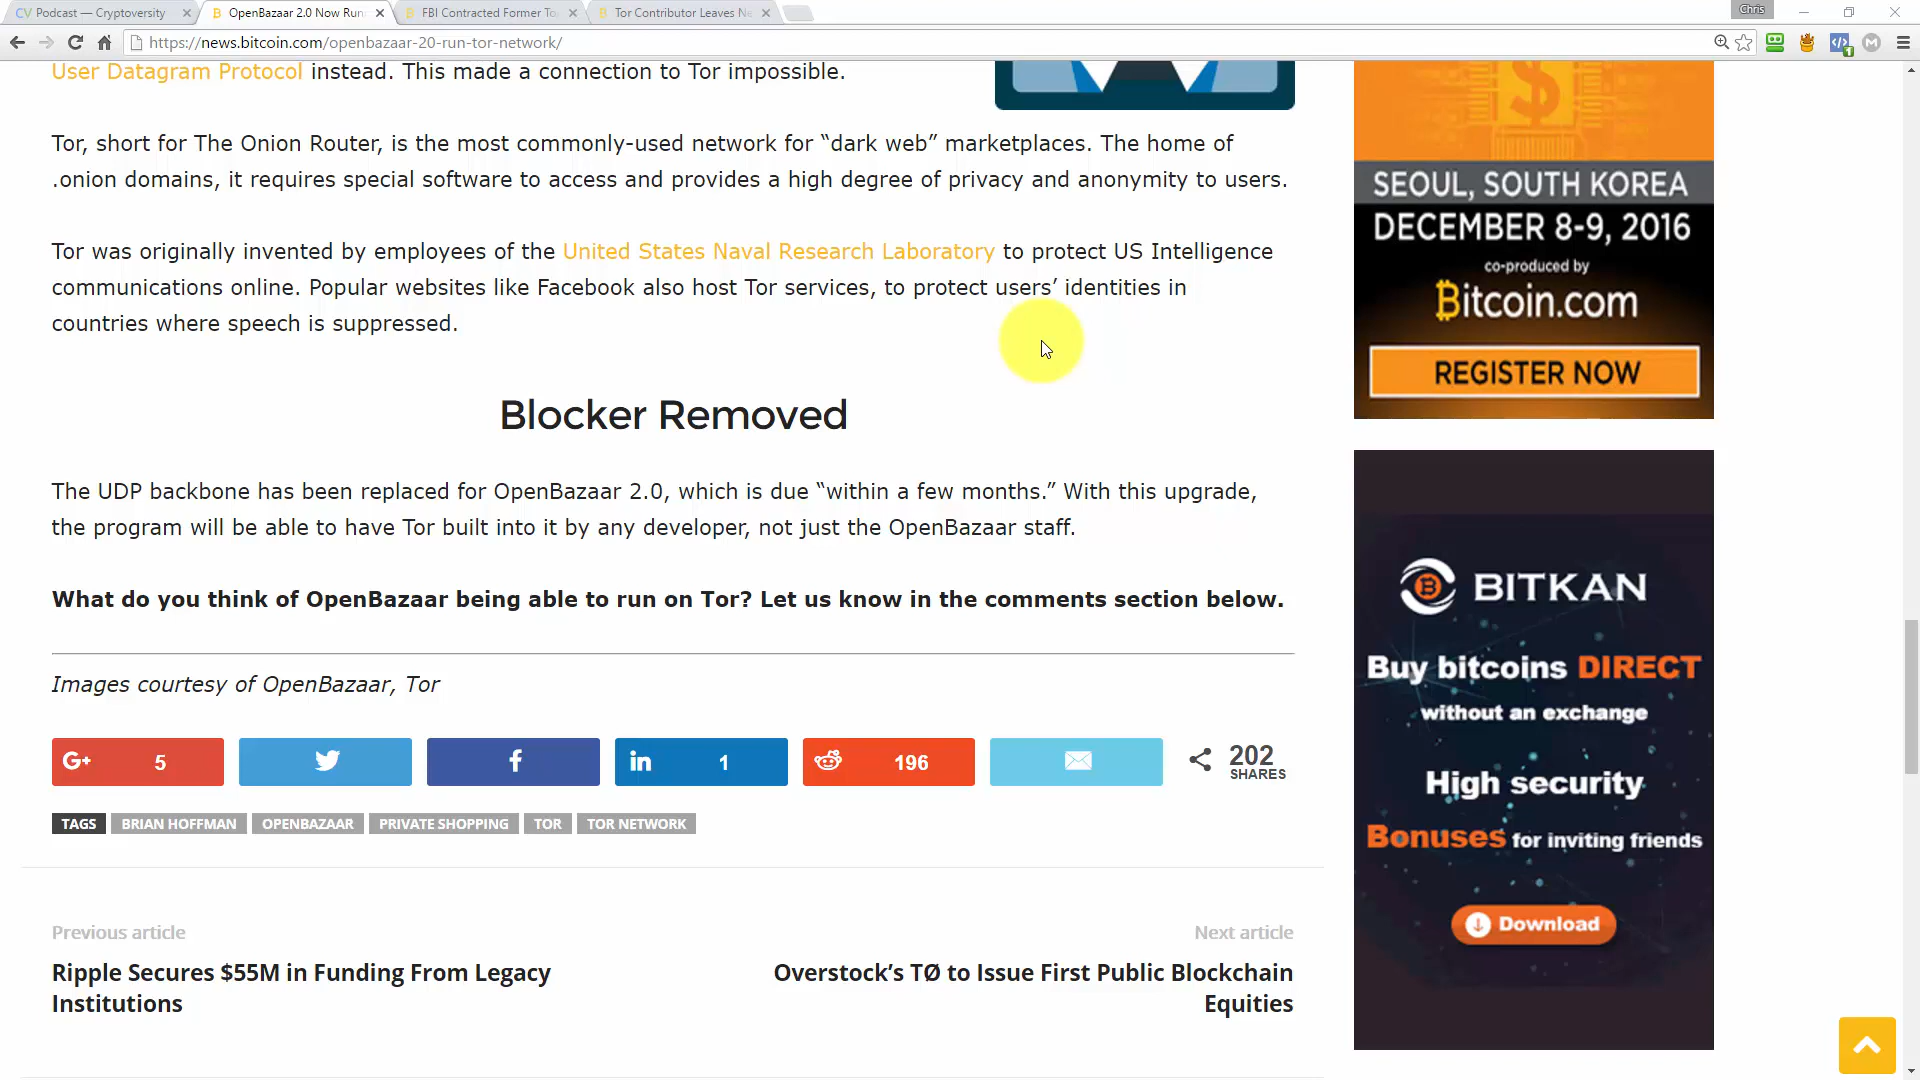 CV Podcast — Cryptoversity
OpenBazaar 2.0 Now Run
FBI Contracted Former To
Tor Contributor Leaves Ne
Chris
https://news.bitcoin.com/openbazaar-20-run-tor-network/
User Datagram Protocol instead. This made a connection to Tor impossible.
Tor, short for The Onion Router, is the most commonly-used network for “dark web” marketplaces. The home of
.onion domains, it requires special software to access and provides a high degree of privacy and anonymity to users.
Tor was originally invented by employees of the United States Naval Research Laboratory to protect US Intelligence
communications online. Popular websites like Facebook also host Tor services, to protect users’ identities in
countries where speech is suppressed.
Blocker Removed
The UDP backbone has been replaced for OpenBazaar 2.0, which is due “within a few months.” With this upgrade,
the program will be able to have Tor built into it by any developer, not just the OpenBazaar staff.
What do you think of OpenBazaar being able to run on Tor? Let us know in the comments section below.
Images courtesy of OpenBazaar, Tor
G+ 5
1
196
202
SHARES
TAGS BRIAN HOFFMAN OPENBAZAAR PRIVATE SHOPPING TOR TOR NETWORK
Previous article
Ripple Secures $55M in Funding From Legacy
Institutions
Next article
Overstock’s TØ to Issue First Public Blockchain
Equities
SEOUL, SOUTH KOREA
DECEMBER 8-9, 2016
co-produced by
Bitcoin.com
REGISTER NOW
BITKAN
Buy bitcoins DIRECT
without an exchange
High security
Bonuses for inviting friends
Download